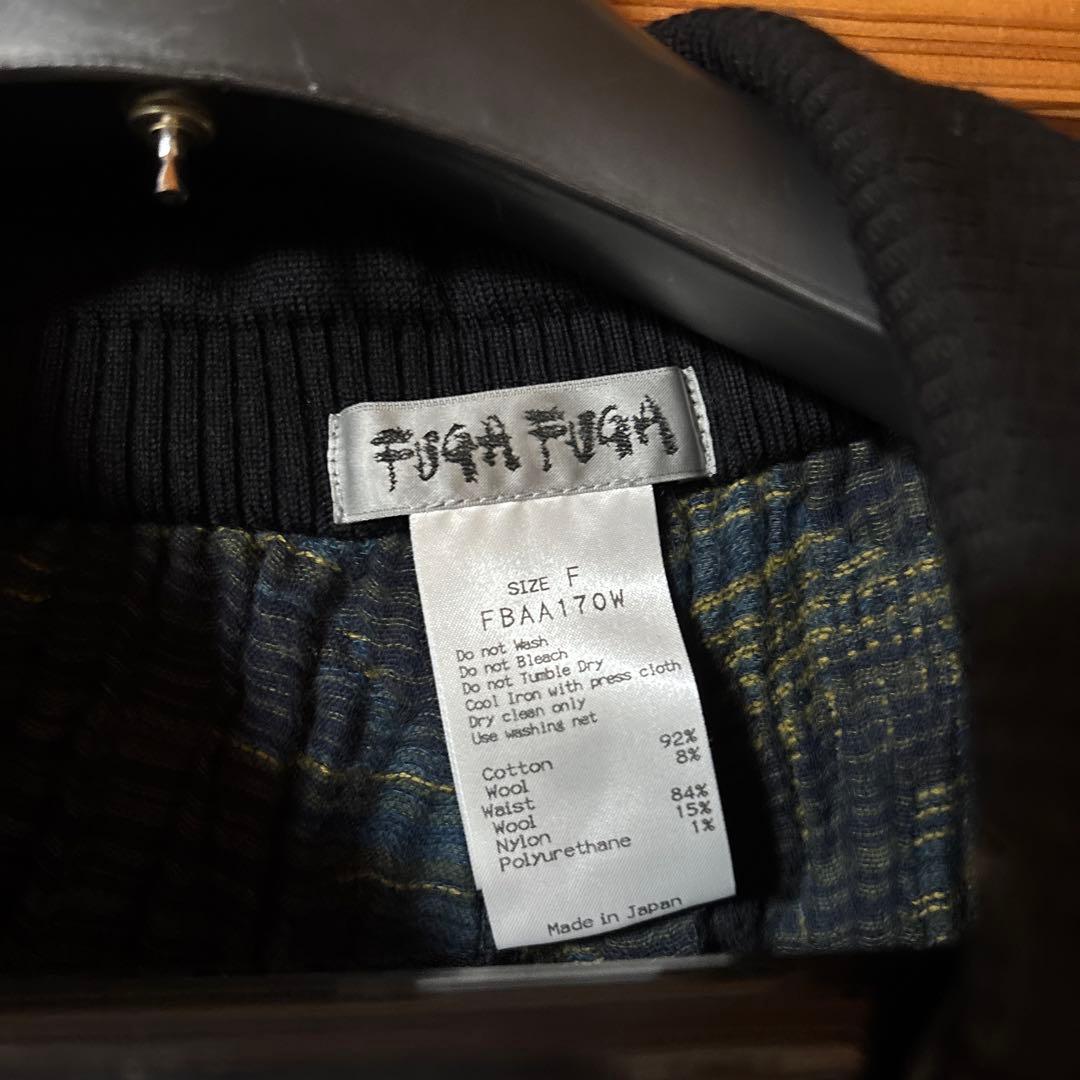 FUGA FUGA
SIZE F
FBAA170W
Do not Wash
Do not Bleach
Do not Tumble Dry
Cool Iron with press cloth
Dry clean only
Use washing net
Cotton 92%
Wool 8%
Waist
Wool 84%
Nylon 15%
Polyurethane 1%
Made in Japan